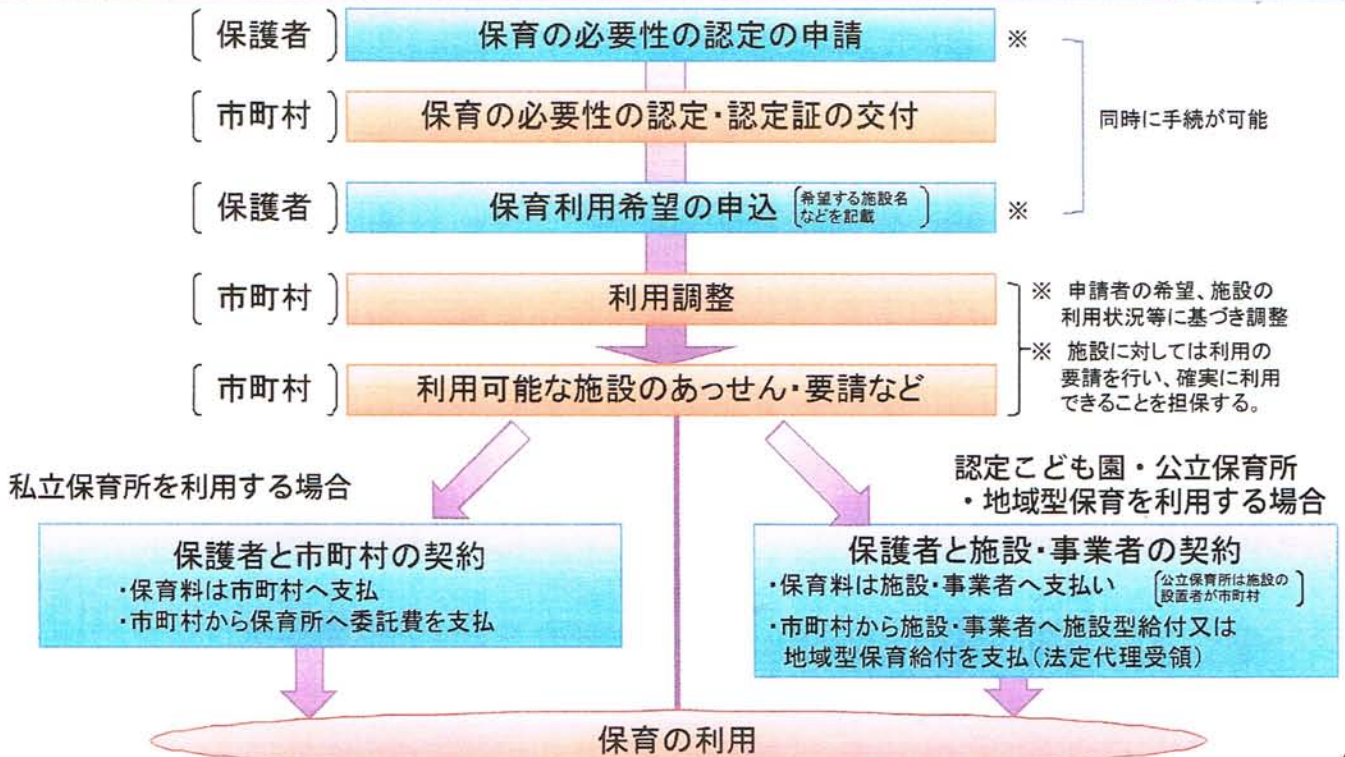 〔保護者〕 保育の必要性の認定の申請 ※
〔市町村〕 保育の必要性の認定・認定証の交付
同時に手続が可能
〔保護者〕 保育利用希望の申込 〔希望する施設名
などを記載〕 ※
〔市町村〕 利用調整
※ 申請者の希望、施設の
利用状況等に基づき調整
〔市町村〕 利用可能な施設のあっせん・要請など
※ 施設に対しては利用の
要請を行い、確実に利用
できることを担保する。
私立保育所を利用する場合
保護者と市町村の契約
・保育料は市町村へ支払
・市町村から保育所へ委託費を支払
認定こども園・公立保育所
・地域型保育を利用する場合
保護者と施設・事業者の契約
・保育料は施設・事業者へ支払い 〔公立保育所は施設の
設置者が市町村〕
・市町村から施設・事業者へ施設型給付又は
地域型保育給付を支払(法定代理受領)
保育の利用